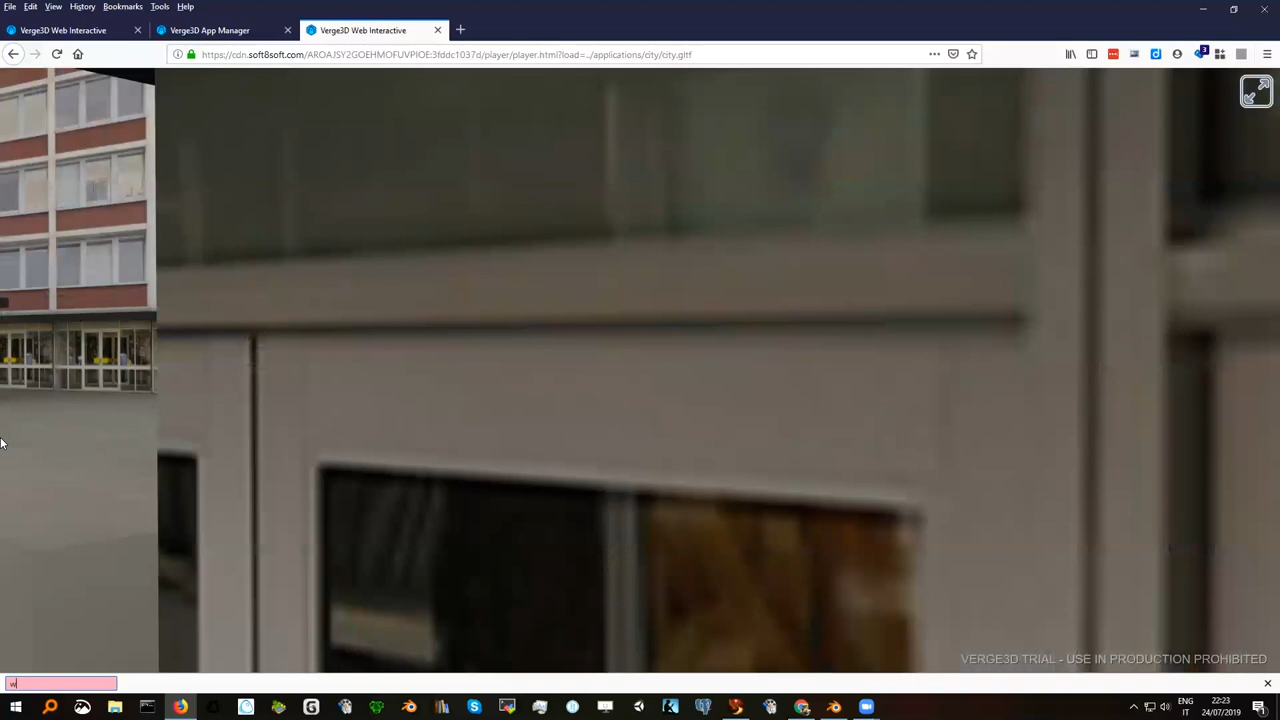 File Edit View History Bookmarks Tools Help
Verge3D Web Interactive
Verge3D App Manager
Verge3D Web Interactive
https://cdn.soft8soft.com/AROAJSY2GOEHMOFUVPIOE:3fddc1037d/player/player.html?load=../applications/city/city.gltf
3
VERGE3D TRIAL - USE IN PRODUCTION PROHIBITED
w
ENG 22:23
IT 24/07/2019